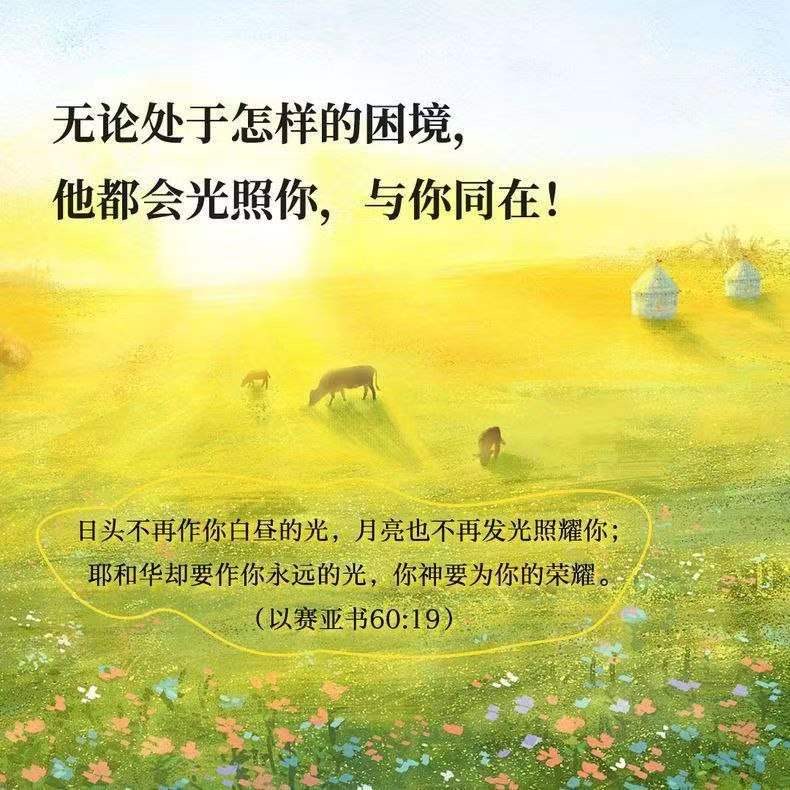 无论处于怎样的困境，
他都会光照你，与你同在！
日头不再作你白昼的光，月亮也不再发光照耀你；
耶和华却要作你永远的光，你神要为你的荣耀。
（以赛亚书60:19）